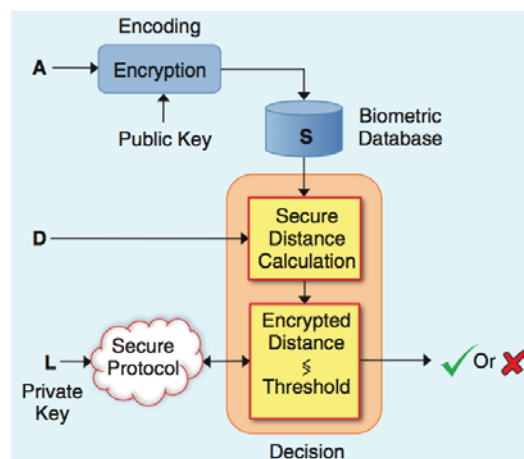 Encoding
A
Encryption
Public Key
S
Biometric
Database
D
Secure
Distance
Calculation
L
Private
Key
Secure
Protocol
Encrypted
Distance
§
Threshold
Or
Decision